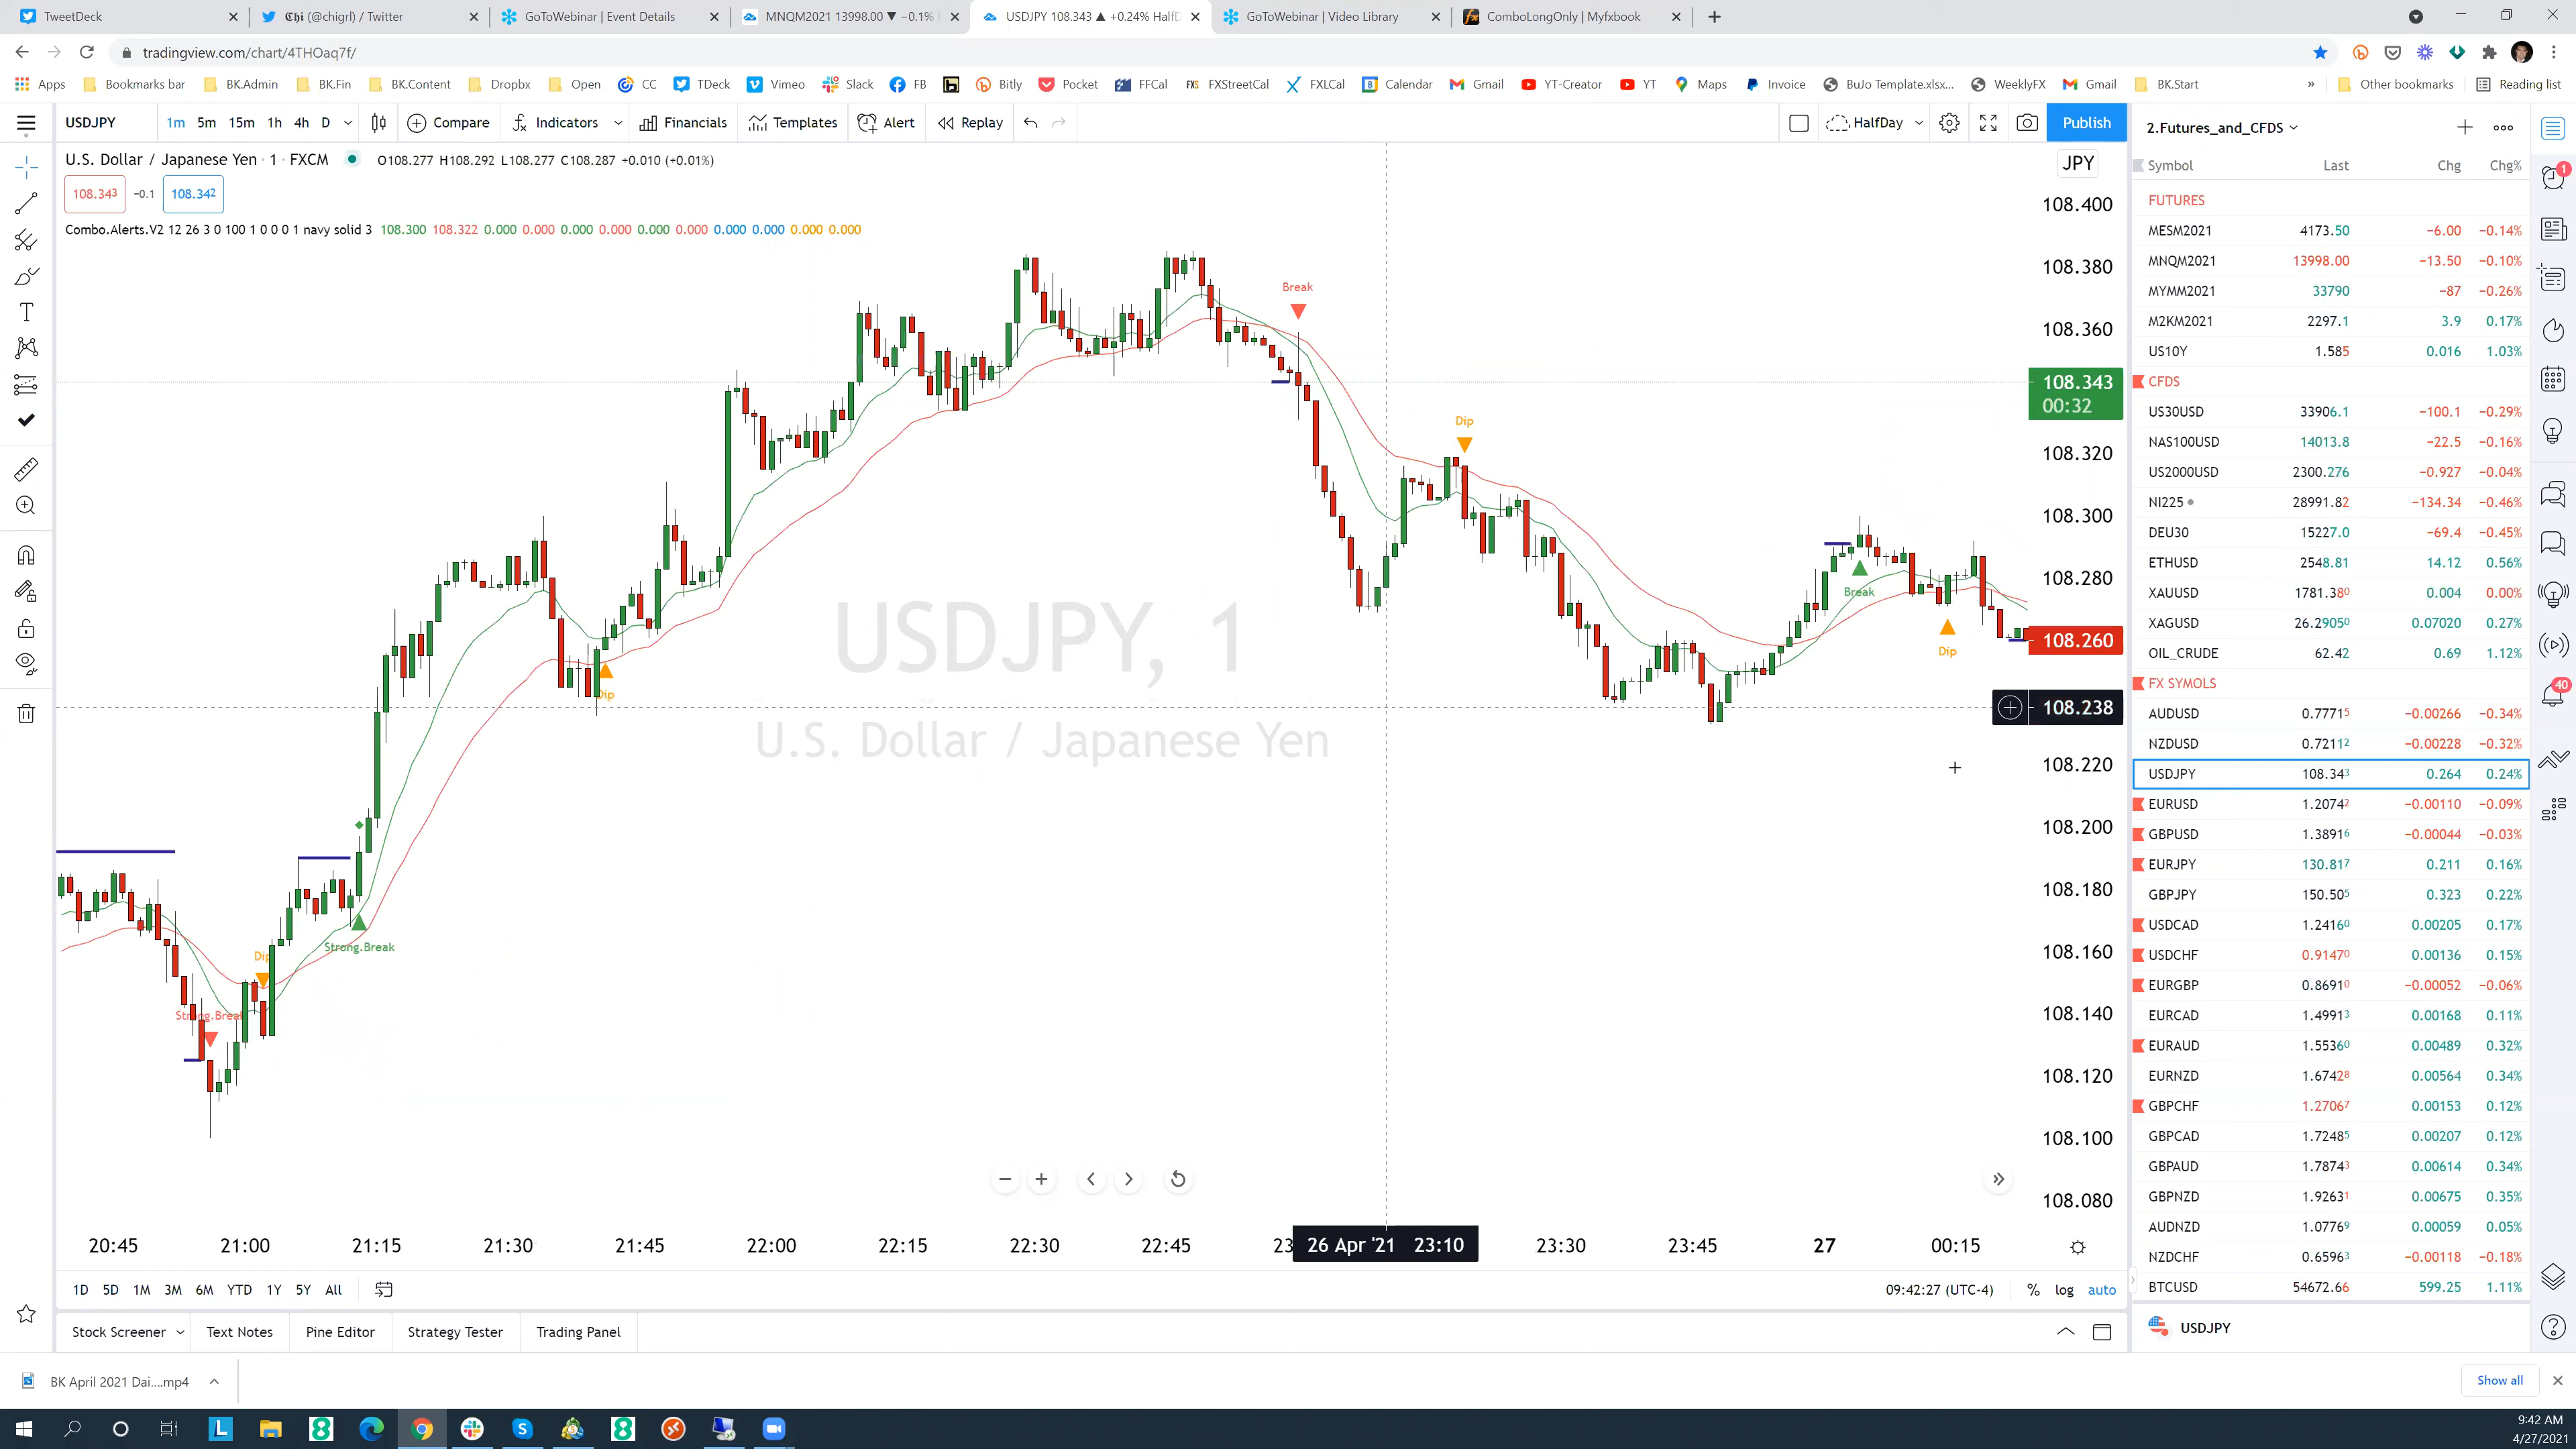 TweetDeck
Chi (@chigrl) / Twitter
GoToWebinar | Event Details
MNQM2021 13998.00 ▼ −0.1%
USDJPY 108.343 ▲ +0.24% HalfD
GoToWebinar | Video Library
ComboLongOnly | Myfxbook
tradingview.com/chart/4THOaq7f/
Apps Bookmarks bar BK.Admin BK.Fin BK.Content Dropbx Open CC TDeck Vimeo Slack FB Bitly Pocket FFCal FXStreetCal FXLCal Calendar Gmail YT-Creator YT Maps Invoice BuJo Template.xlsx... WeeklyFX Gmail BK.Start » Other bookmarks Reading list
USDJPY 1m 5m 15m 1h 4h D Compare Indicators Financials Templates Alert Replay HalfDay Publish
U.S. Dollar / Japanese Yen · 1 · FXCM O108.277 H108.292 L108.277 C108.287 +0.010 (+0.01%)
108.343 −0.1 108.342
Combo.Alerts.V2 12 26 3 0 100 1 0 0 0 1 navy solid 3 108.300 108.322 0.000 0.000 0.000 0.000 0.000 0.000 0.000 0.000 0.000 0.000
JPY
108.400
108.380
108.360
108.343
00:32
108.320
108.300
108.280
108.260
108.238
108.220
108.200
108.180
108.160
108.140
108.120
108.100
108.080
Break
Dip
Break
Dip
Dip
Strong.Break
Dip
Strong.Break
USDJPY, 1
U.S. Dollar / Japanese Yen
20:45 21:00 21:15 21:30 21:45 22:00 22:15 22:30 22:45 23 26 Apr '21 23:10 23:30 23:45 27 00:15
1D 5D 1M 3M 6M YTD 1Y 5Y All 09:42:27 (UTC-4) % log auto
Stock Screener Text Notes Pine Editor Strategy Tester Trading Panel
2.Futures_and_CFDS
Symbol Last Chg Chg%
FUTURES
MESM2021 4173.50 −6.00 −0.14%
MNQM2021 13998.00 −13.50 −0.10%
MYMM2021 33790 −87 −0.26%
M2KM2021 2297.1 3.9 0.17%
US10Y 1.585 0.016 1.03%
CFDS
US30USD 33906.1 −100.1 −0.29%
NAS100USD 14013.8 −22.5 −0.16%
US2000USD 2300.276 −0.927 −0.04%
NI225 28991.82 −134.34 −0.46%
DEU30 15227.0 −69.4 −0.45%
ETHUSD 2548.81 14.12 0.56%
XAUUSD 1781.380 0.004 0.00%
XAGUSD 26.29050 0.07020 0.27%
OIL_CRUDE 62.42 0.69 1.12%
FX SYMOLS
AUDUSD 0.77715 −0.00266 −0.34%
NZDUSD 0.72112 −0.00228 −0.32%
USDJPY 108.343 0.264 0.24%
EURUSD 1.20742 −0.00110 −0.09%
GBPUSD 1.38916 −0.00044 −0.03%
EURJPY 130.817 0.211 0.16%
GBPJPY 150.505 0.323 0.22%
USDCAD 1.24160 0.00205 0.17%
USDCHF 0.91470 0.00136 0.15%
EURGBP 0.86910 −0.00052 −0.06%
EURCAD 1.49913 0.00168 0.11%
EURAUD 1.55360 0.00489 0.32%
EURNZD 1.67428 0.00564 0.34%
GBPCHF 1.27067 0.00153 0.12%
GBPCAD 1.72485 0.00207 0.12%
GBPAUD 1.78743 0.00614 0.34%
GBPNZD 1.92631 0.00675 0.35%
AUDNZD 1.07769 0.00059 0.05%
NZDCHF 0.65963 −0.00118 −0.18%
BTCUSD 54672.66 599.25 1.11%
USDJPY
1
40
BK April 2021 Dai....mp4
Show all
9:42 AM
4/27/2021